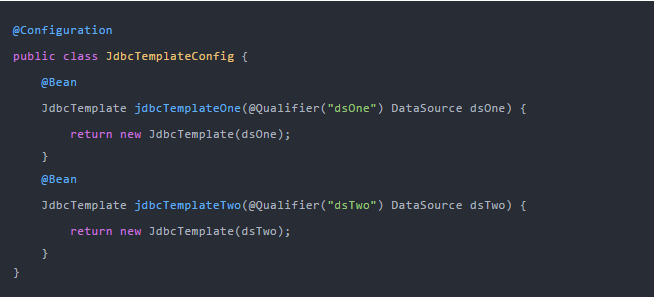 @Configuration
public class JdbcTemplateConfig {
    @Bean
    JdbcTemplate jdbcTemplateOne(@Qualifier("dsOne") DataSource dsOne) {
        return new JdbcTemplate(dsOne);
    }
    @Bean
    JdbcTemplate jdbcTemplateTwo(@Qualifier("dsTwo") DataSource dsTwo) {
        return new JdbcTemplate(dsTwo);
    }
}